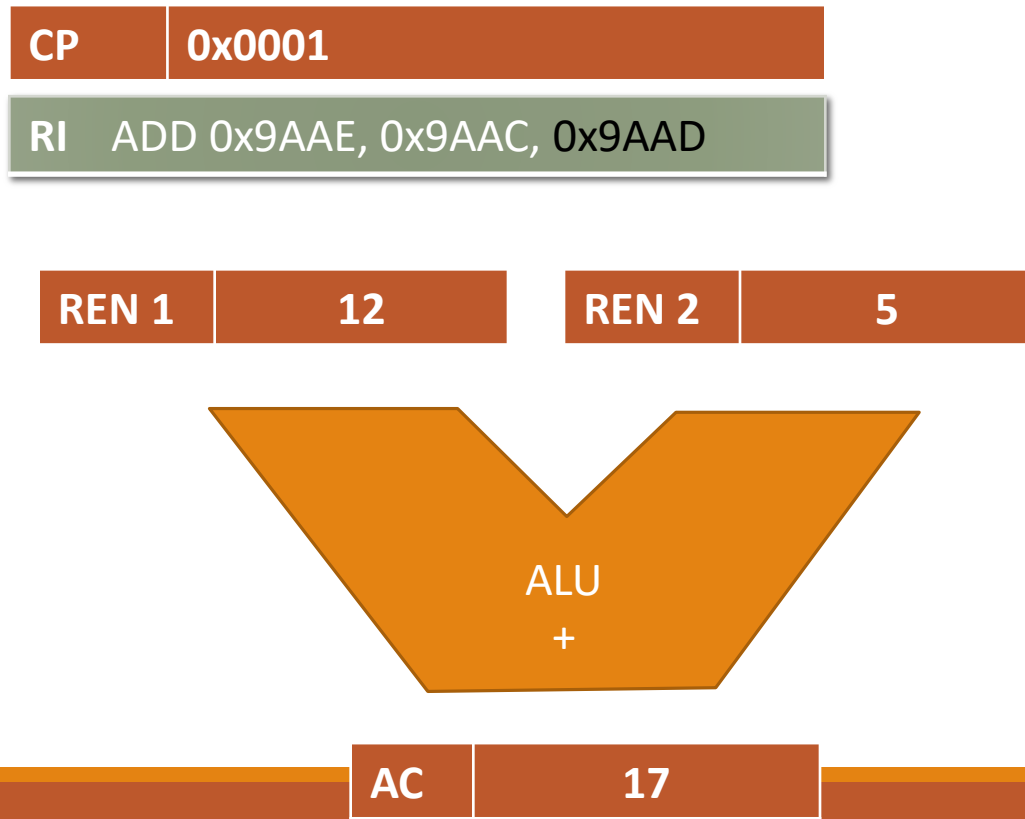 CP 0x0001
RI ADD 0x9AAE, 0x9AAC, 0x9AAD
REN 1 12 REN 2 5
ALU
+
AC 17